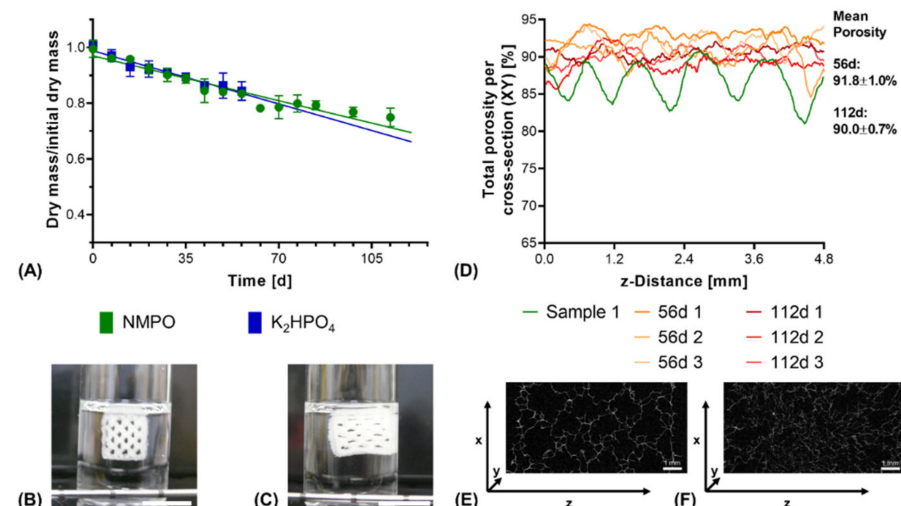 Dry mass/initial dry mass
1.0
0.8
0.6
0.4
0
35
70
105
Time [d]
(A)
NMPO
K₂HPO₄
(B)
(C)
Total porosity per
cross-section (XY) [%]
95
90
85
80
75
70
65
0.0
1.2
2.4
3.6
4.8
z-Distance [mm]
(D)
Mean
Porosity
56d:
91.8±1.0%
112d:
90.0±0.7%
Sample 1
56d 1
112d 1
56d 2
112d 2
56d 3
112d 3
x
y
z
1 mm
(E)
x
y
z
1 mm
(F)